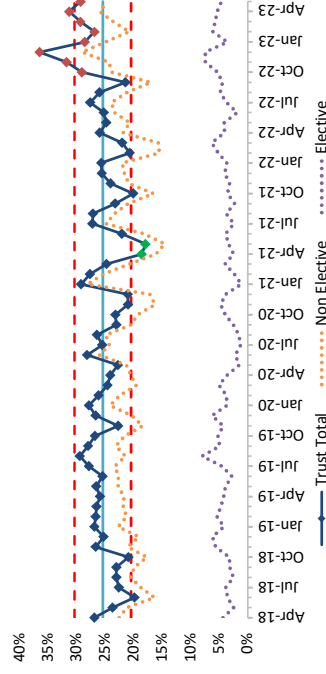 40%
35%
30%
25%
20%
15%
10%
5%
0%
Apr-18
Jul-18
Oct-18
Jan-19
Apr-19
Jul-19
Oct-19
Jan-20
Apr-20
Jul-20
Oct-20
Jan-21
Apr-21
Jul-21
Oct-21
Jan-22
Apr-22
Jul-22
Oct-22
Jan-23
Apr-23
Trust Total
Non Elective
Elective